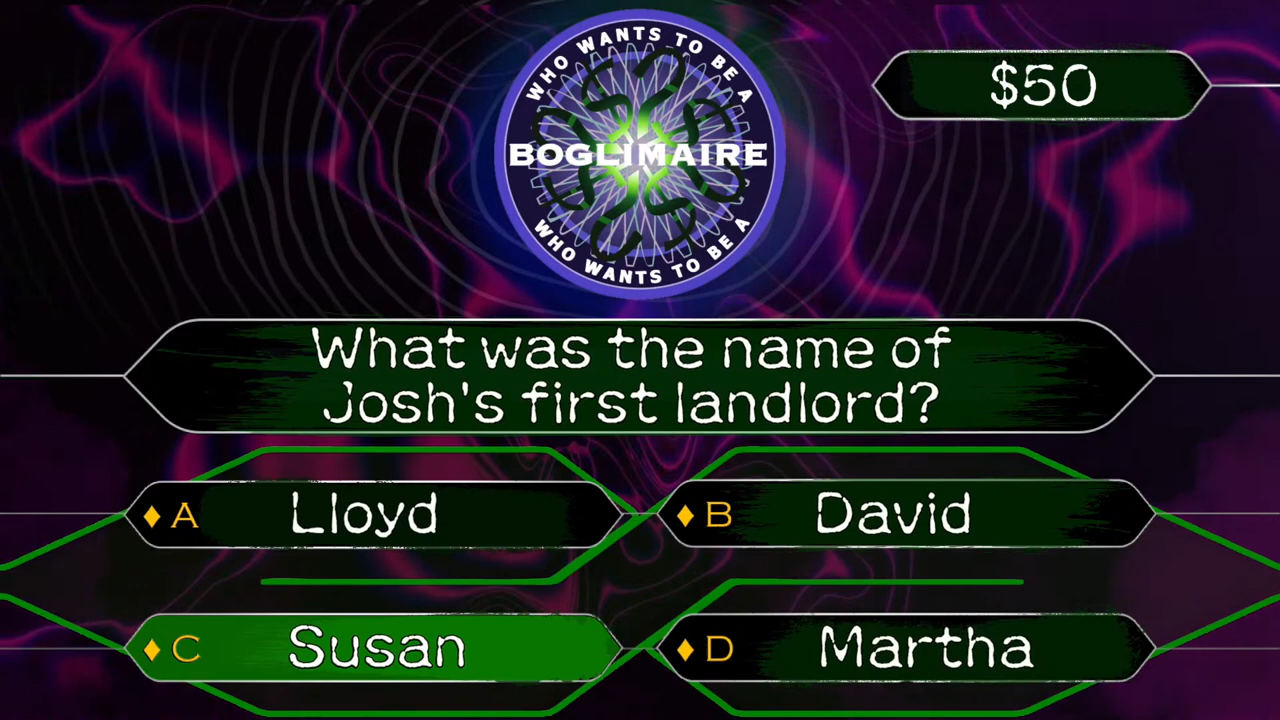 WHO WANTS TO BE A
BOGLIMAIRE
WHO WANTS TO BE A
$50
What was the name of
Josh's first landlord?
A Lloyd
B David
C Susan
D Martha